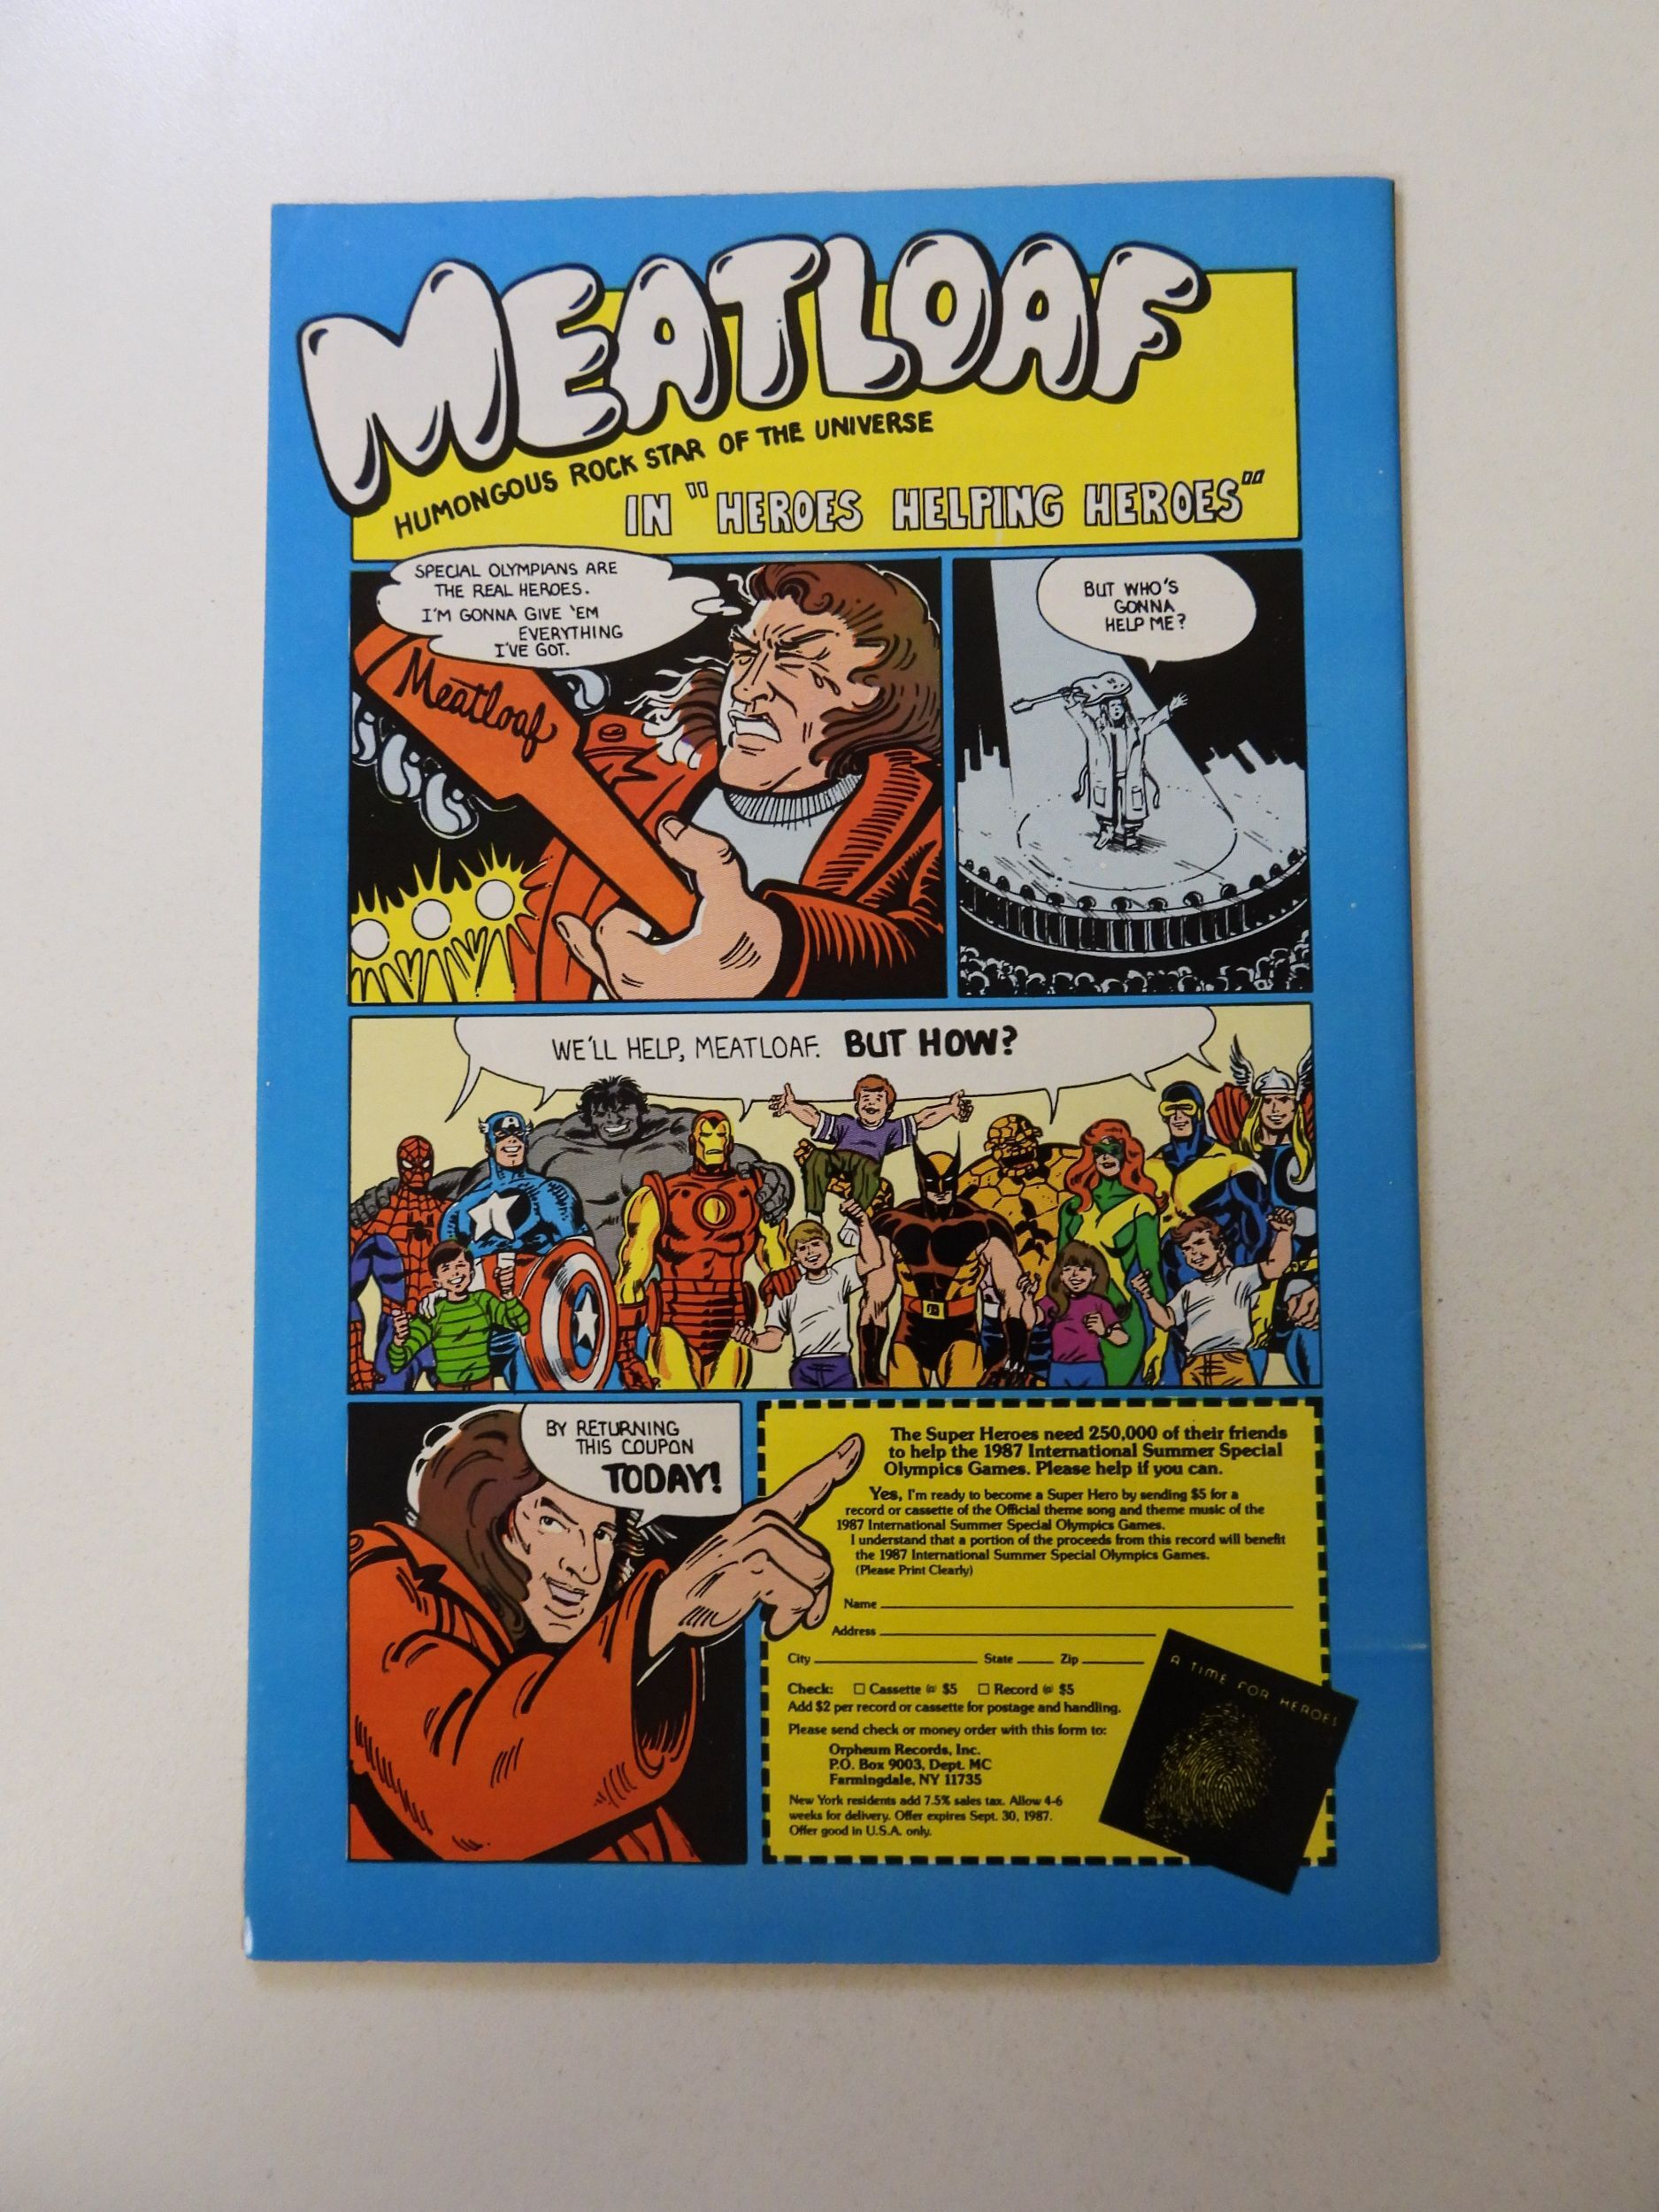 MEATLOAF
HUMONGOUS ROCK STAR OF THE UNIVERSE
IN "HEROES HELPING HEROES"
SPECIAL OLYMPIANS ARE
THE REAL HEROES.
I'M GONNA GIVE 'EM
EVERYTHING
I'VE GOT.
Meatloaf
BUT WHO'S
GONNA
HELP ME?
WE'LL HELP, MEATLOAF. BUT HOW?
A
BY RETURNING
THIS COUPON
TODAY!
The Super Heroes need 250,000 of their friends
to help the 1987 International Summer Special
Olympics Games. Please help if you can.
Yes, I'm ready to become a Super Hero by sending $5 for a
record or cassette of the Official theme song and theme music of the
1987 International Summer Special Olympics Games.
I understand that a portion of the proceeds from this record will benefit
the 1987 International Summer Special Olympics Games.
(Please Print Clearly)
Name
Address
City State Zip
Check: ☐ Cassette @ $5 ☐ Record @ $5
Add $2 per record or cassette for postage and handling.
Please send check or money order with this form to:
Orpheum Records, Inc.
P.O. Box 9003, Dept. MC
Farmingdale, NY 11735
New York residents add 7.5% sales tax. Allow 4-6
weeks for delivery. Offer expires Sept. 30, 1987.
Offer good in U.S.A. only.
A TIME FOR HEROES